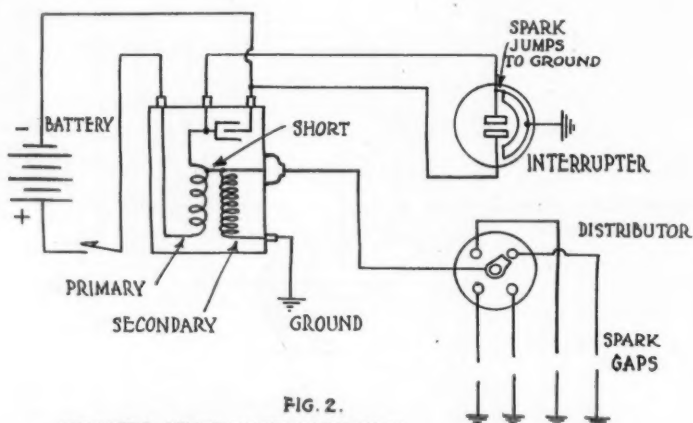 SPARK
JUMPS
TO GROUND
-
BATTERY
SHORT
INTERRUPTER
+
DISTRIBUTOR
PRIMARY
SECONDARY
GROUND
SPARK
GAPS
FIG. 2.